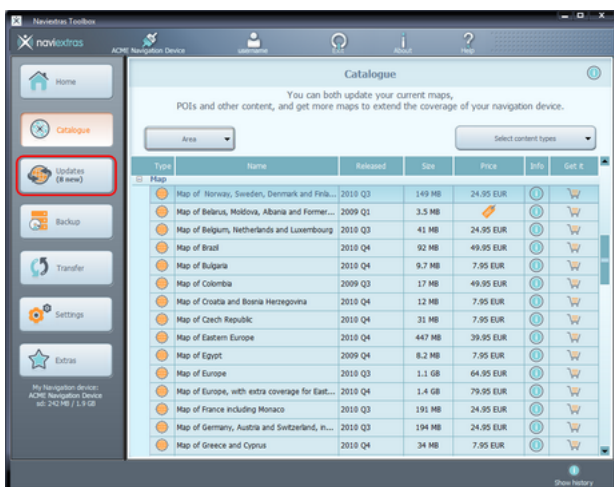 Naviextras Toolbox
naviextras
ACME Navigation Device
username
Exit
About
Help
Home
Catalogue
Updates
(8 new)
Backup
Transfer
Settings
Extras
My Navigation device:
ACME Navigation Device
sd: 242 MB / 1.9 GB
Catalogue
You can both update your current maps,
POIs and other content, and get more maps to extend the coverage of your navigation device.
Area
Select content types
Type Name Released Size Price Info Get it
Map
Map of Norway, Sweden, Denmark and Finla... 2010 Q3 149 MB 24.95 EUR
Map of Belarus, Moldova, Albania and Former... 2009 Q1 3.5 MB
Map of Belgium, Netherlands and Luxembourg 2010 Q3 41 MB 24.95 EUR
Map of Brazil 2010 Q4 92 MB 49.95 EUR
Map of Bulgaria 2010 Q4 9.7 MB 7.95 EUR
Map of Colombia 2009 Q3 17 MB 49.95 EUR
Map of Croatia and Bosnia Herzegovina 2010 Q4 12 MB 7.95 EUR
Map of Czech Republic 2010 Q4 31 MB 7.95 EUR
Map of Eastern Europe 2010 Q4 447 MB 39.95 EUR
Map of Egypt 2009 Q4 8.2 MB 7.95 EUR
Map of Europe 2010 Q3 1.1 GB 64.95 EUR
Map of Europe, with extra coverage for East... 2010 Q4 1.4 GB 79.95 EUR
Map of France including Monaco 2010 Q3 191 MB 24.95 EUR
Map of Germany, Austria and Switzerland, in... 2010 Q3 194 MB 24.95 EUR
Map of Greece and Cyprus 2010 Q4 34 MB 7.95 EUR
Show history